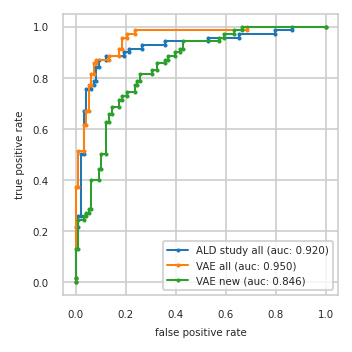 1.0
0.8
0.6
0.4
0.2
0.0
true positive rate
ALD study all (auc: 0.920)
VAE all (auc: 0.950)
VAE new (auc: 0.846)
0.0 0.2 0.4 0.6 0.8 1.0
false positive rate